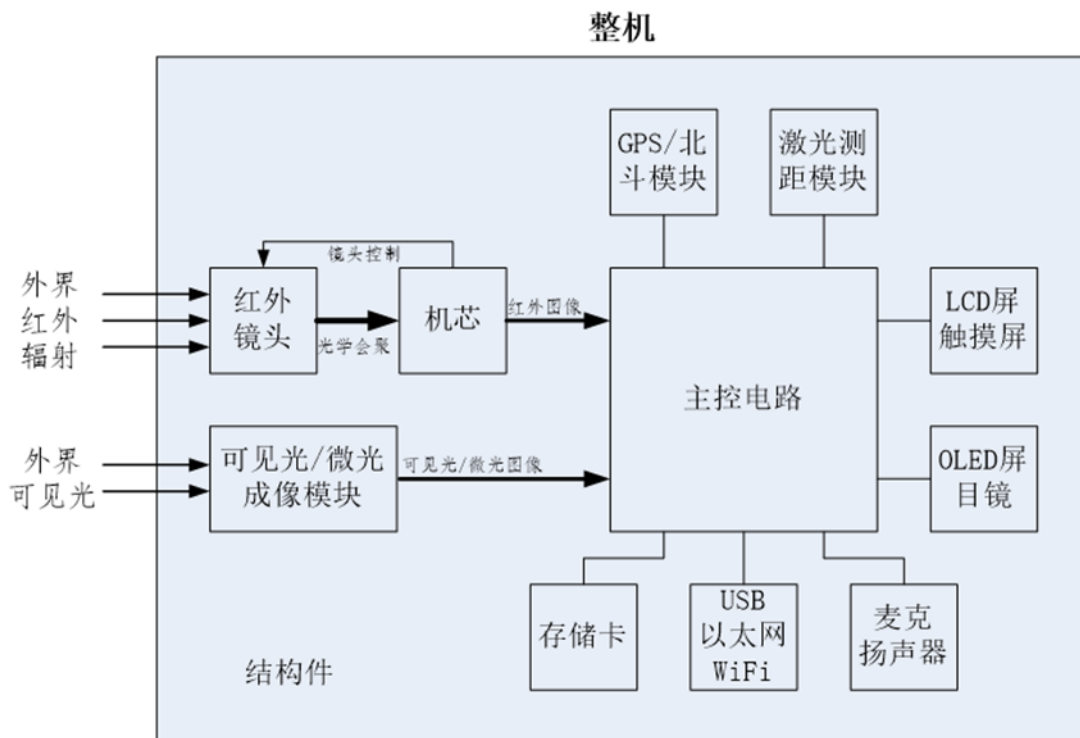 整机
GPS/北
斗模块
激光测
距模块
镜头控制
外界
红外
辐射
红外
镜头
光学会聚
机芯
红外图像
主控电路
LCD屏
触摸屏
外界
可见光
可见光/微光
成像模块
可见光/微光图像
OLED屏
目镜
存储卡
USB
以太网
WiFi
麦克
扬声器
结构件